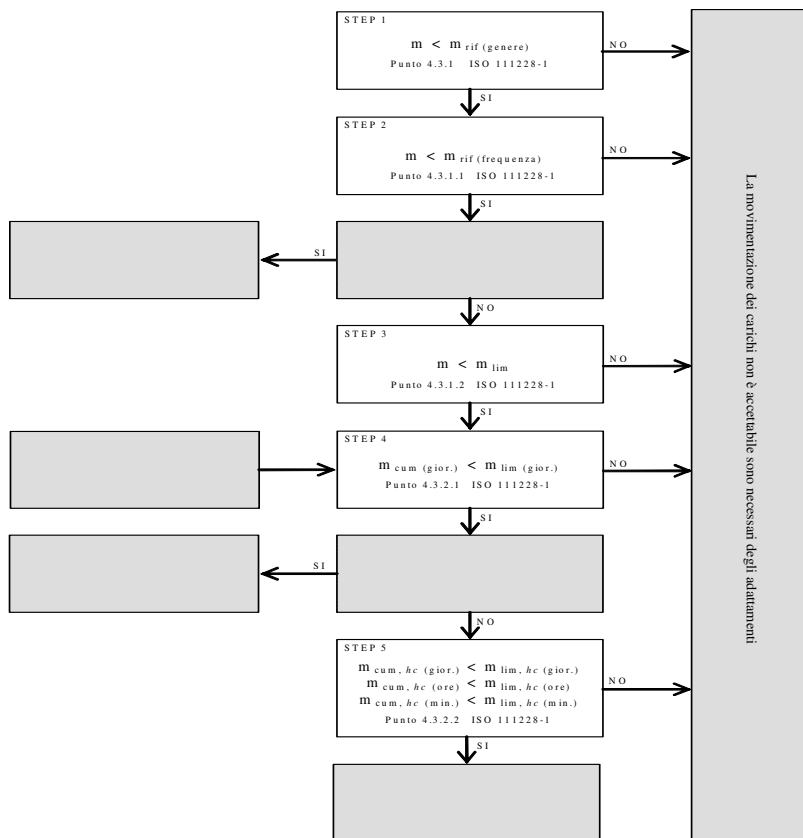 STEP 1
m < m rif (genere)
Punto 4.3.1 ISO 111228-1
NO
SI
STEP 2
m < m rif (frequenza)
Punto 4.3.1.1 ISO 111228-1
NO
SI
SI
NO
STEP 3
m < m lim
Punto 4.3.1.2 ISO 111228-1
NO
SI
STEP 4
m cum (gior.) < m lim (gior.)
Punto 4.3.2.1 ISO 111228-1
NO
SI
SI
NO
STEP 5
m cum, hc (gior.) < m lim, hc (gior.)
m cum, hc (ore) < m lim, hc (ore)
m cum, hc (min.) < m lim, hc (min.)
Punto 4.3.2.2 ISO 111228-1
NO
SI
La movimentazione dei carichi non è accettabile sono necessari degli adattamenti